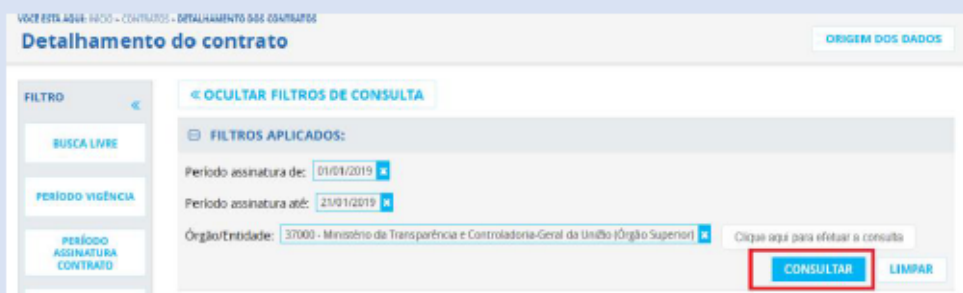 VOCÊ ESTÁ AQUI: INÍCIO » CONTRATOS » DETALHAMENTO DOS CONTRATOS
Detalhamento do contrato
ORIGEM DOS DADOS
FILTRO «
« OCULTAR FILTROS DE CONSULTA
BUSCA LIVRE
FILTROS APLICADOS:
Período assinatura de: 01/01/2019 x
PERÍODO VIGÊNCIA
Período assinatura até: 21/01/2019 x
PERÍODO
ASSINATURA
CONTRATO
Órgão/Entidade: 37000 - Ministério da Transparência e Controladoria-Geral da União (Órgão Superior) x
Clique aqui para efetuar a consulta
CONSULTAR LIMPAR